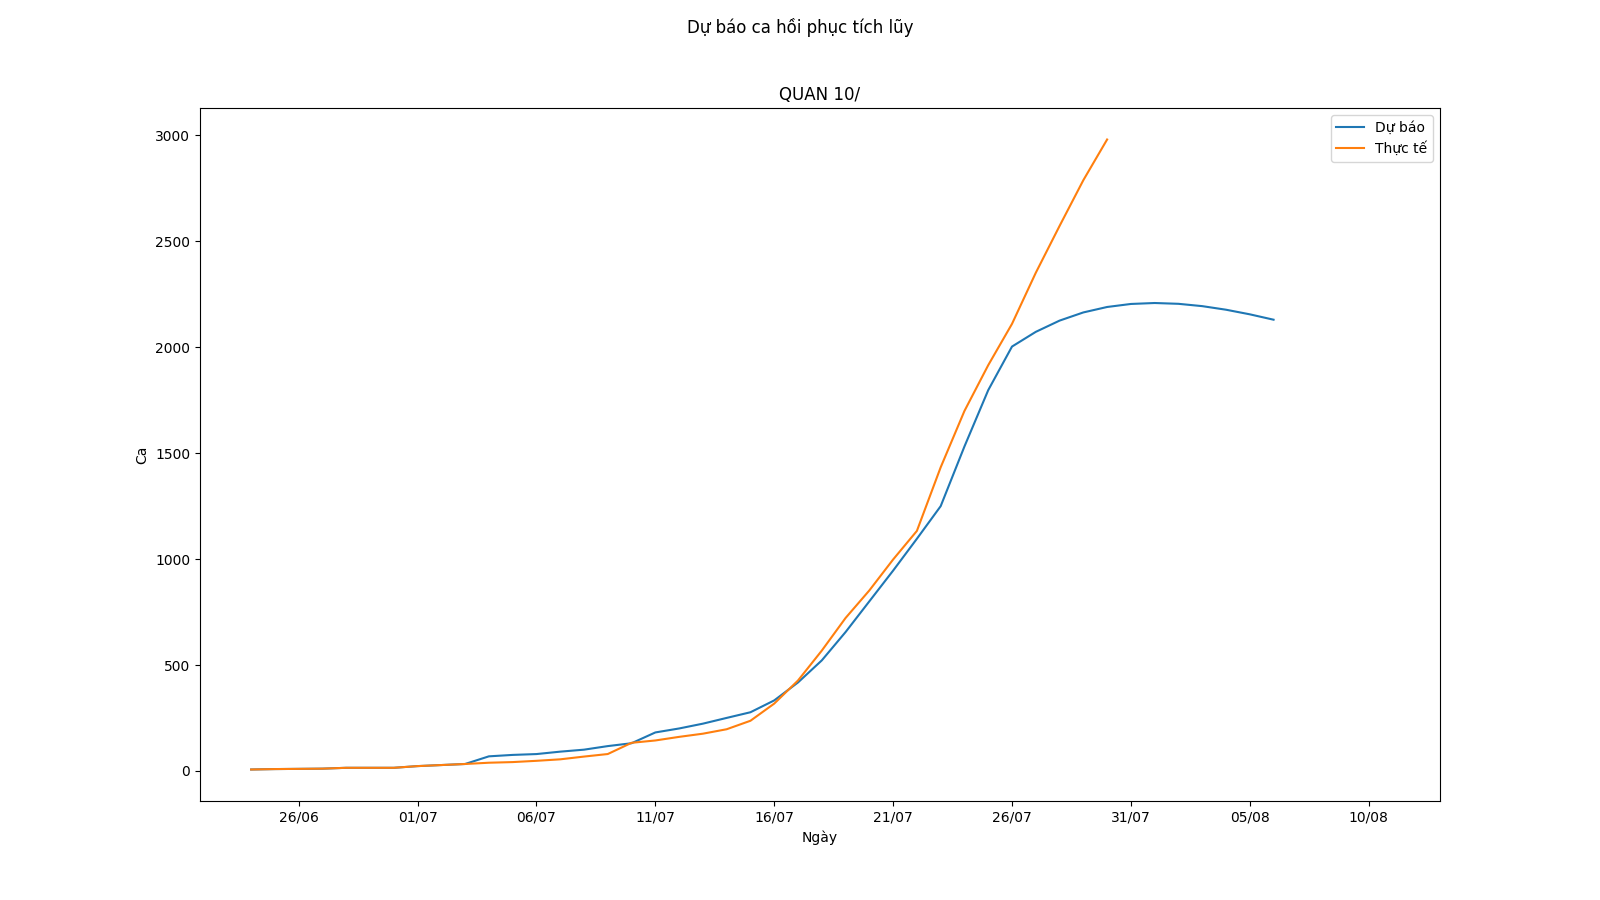 Dự báo ca hồi phục tích lũy
QUAN 10/
Dự báo
Thực tế
3000
2500
2000
1500
1000
500
0
Ca
26/06
01/07
06/07
11/07
16/07
21/07
26/07
31/07
05/08
10/08
Ngày